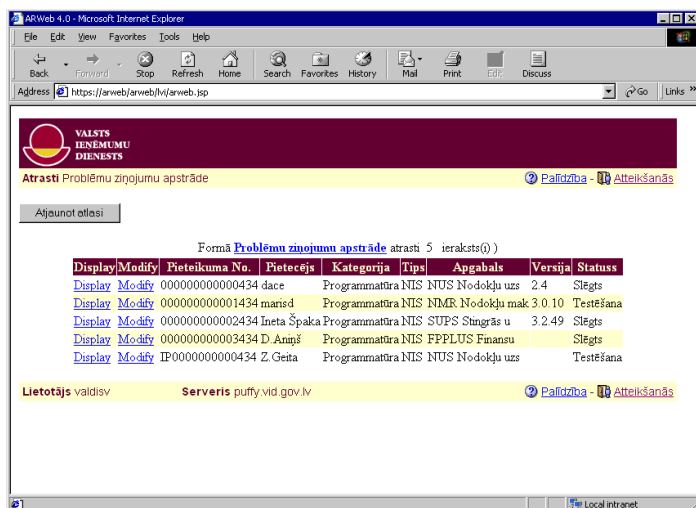 ARWeb 4.0 - Microsoft Internet Explorer
File Edit View Favorites Tools Help
Back Forward Stop Refresh Home Search Favorites History Mail Print Edit Discuss
Address https://arweb/arweb/lvi/arweb.jsp Go Links »
VALSTS
IEŅĒMUMU
DIENESTS
Atrasti Problēmu ziņojumu apstrāde Palīdzība - Atteikšanās
Atjaunot atlasi
Formā Problēmu ziņojumu apstrāde atrasti 5 ieraksts(i) )
Display Modify Pieteikuma No. Pietecējs Kategorija Tips Apgabals Versija Statuss
Display Modify 000000000000434 dace Programmatūra NIS NUS Nodokļu uzs 2.4 Slēgts
Display Modify 000000000001434 marisd Programmatūra NIS NMR Nodokļu mak 3.0.10 Testēšana
Display Modify 000000000002434 Ineta Špaka Programmatūra NIS SUPS Stingrās u 3.2.49 Slēgts
Display Modify 000000000003434 D.Aniņš Programmatūra NIS FPPLUS Finansu Slēgts
Display Modify IP0000000000434 Z.Geita Programmatūra NIS NUS Nodokļu uzs Testēšana
Lietotājs valdisv Serveris puffy.vid.gov.lv Palīdzība - Atteikšanās
Local intranet